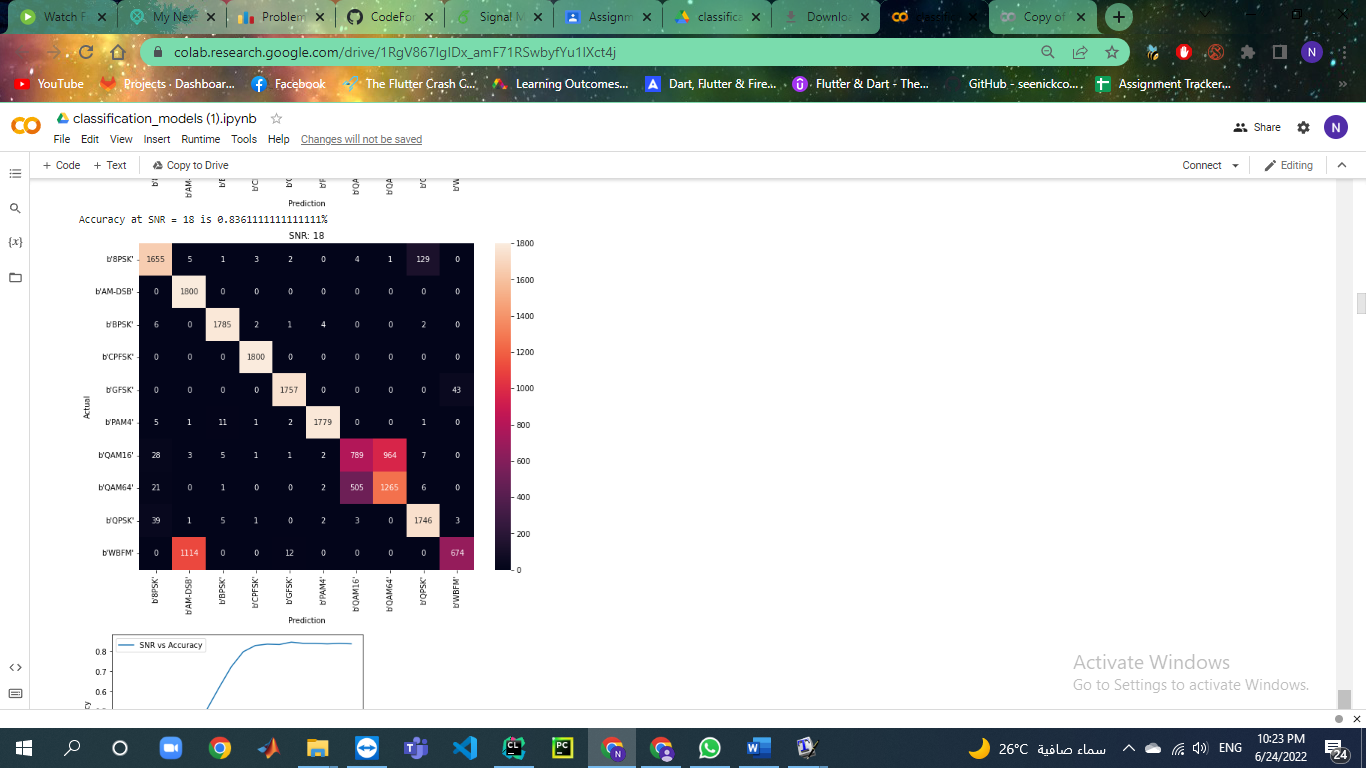 Watch F
My Nex
Problem
CodeFor
Signal M
Assignm
classifica
Downloa
Copy of
colab.research.google.com/drive/1RgV867IgIDx_amF71RSwbyfYu1lXct4j
N
YouTube
Projects · Dashboar...
Facebook
The Flutter Crash C...
Learning Outcomes...
Dart, Flutter & Fire...
Flutter & Dart - The...
GitHub - seenickco...
Assignment Tracker...
classification_models (1).ipynb
File Edit View Insert Runtime Tools Help Changes will not be saved
Share
N
+ Code + Text Copy to Drive
Connect
Editing
Prediction
Accuracy at SNR = 18 is 0.8361111111111111%
SNR: 18
b'8PSK' 1655 5 1 3 2 0 4 1 129 0
b'AM-DSB' 0 1800 0 0 0 0 0 0 0 0
b'BPSK' 6 0 1785 2 1 4 0 0 2 0
b'CPFSK' 0 0 0 1800 0 0 0 0 0 0
b'GFSK' 0 0 0 0 1757 0 0 0 0 43
b'PAM4' 5 1 11 1 2 1779 0 0 1 0
b'QAM16' 28 3 5 1 1 2 789 964 7 0
b'QAM64' 21 0 1 0 0 2 505 1265 6 0
b'QPSK' 39 1 5 1 0 2 3 0 1746 3
b'WBFM' 0 1114 0 0 12 0 0 0 0 674
Actual
b'8PSK' b'AM-DSB' b'BPSK' b'CPFSK' b'GFSK' b'PAM4' b'QAM16' b'QAM64' b'QPSK' b'WBFM'
Prediction
1800
1600
1400
1200
1000
800
600
400
200
0
SNR vs Accuracy
0.8
0.7
0.6
Activate Windows
Go to Settings to activate Windows.
26°C سماء صافية
ENG
10:23 PM
6/24/2022
24